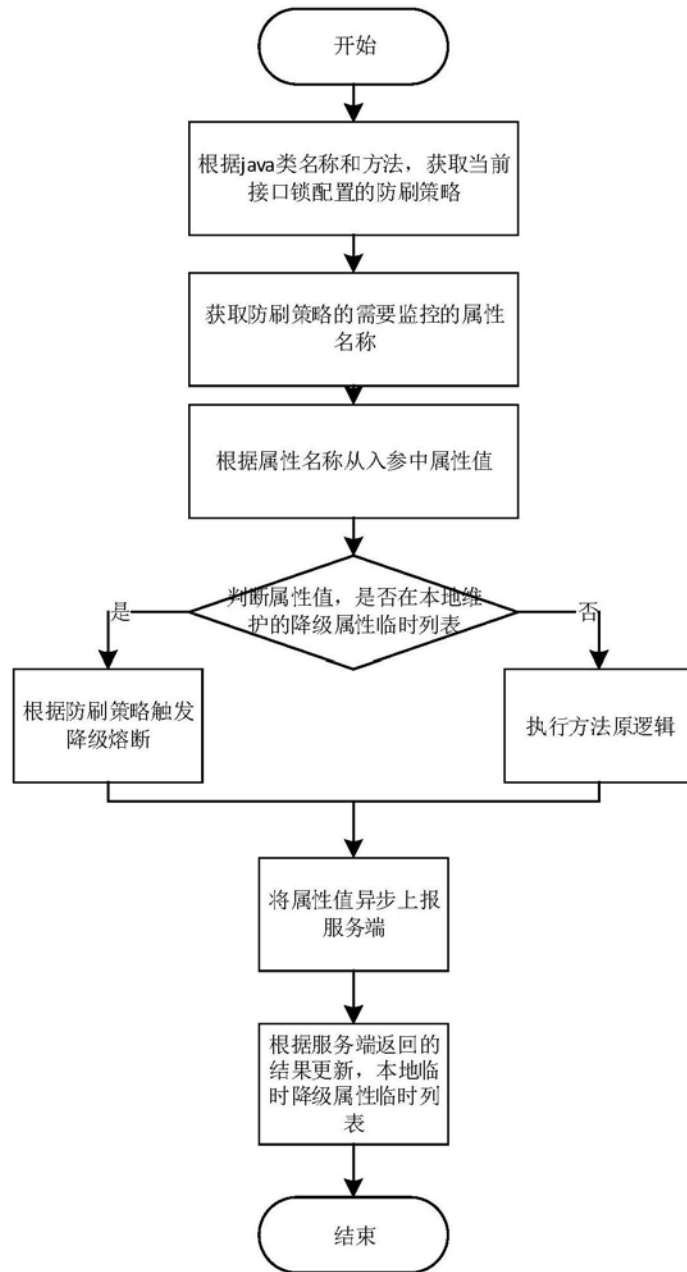 开始
根据java类名称和方法，获取当前
接口锁配置的防刷策略
获取防刷策略的需要监控的属性
名称
根据属性名称从入参中属性值
判断属性值，是否在本地维
护的降级属性临时列表
是
否
根据防刷策略触发
降级熔断
执行方法原逻辑
将属性值异步上报
服务端
根据服务端返回的
结果更新，本地临
时降级属性临时列
表
结束